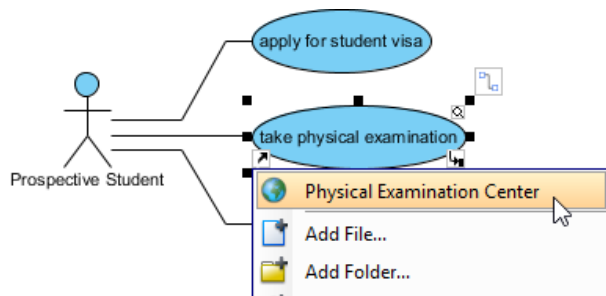 apply for student visa
take physical examination
Prospective Student
Physical Examination Center
Add File...
Add Folder...